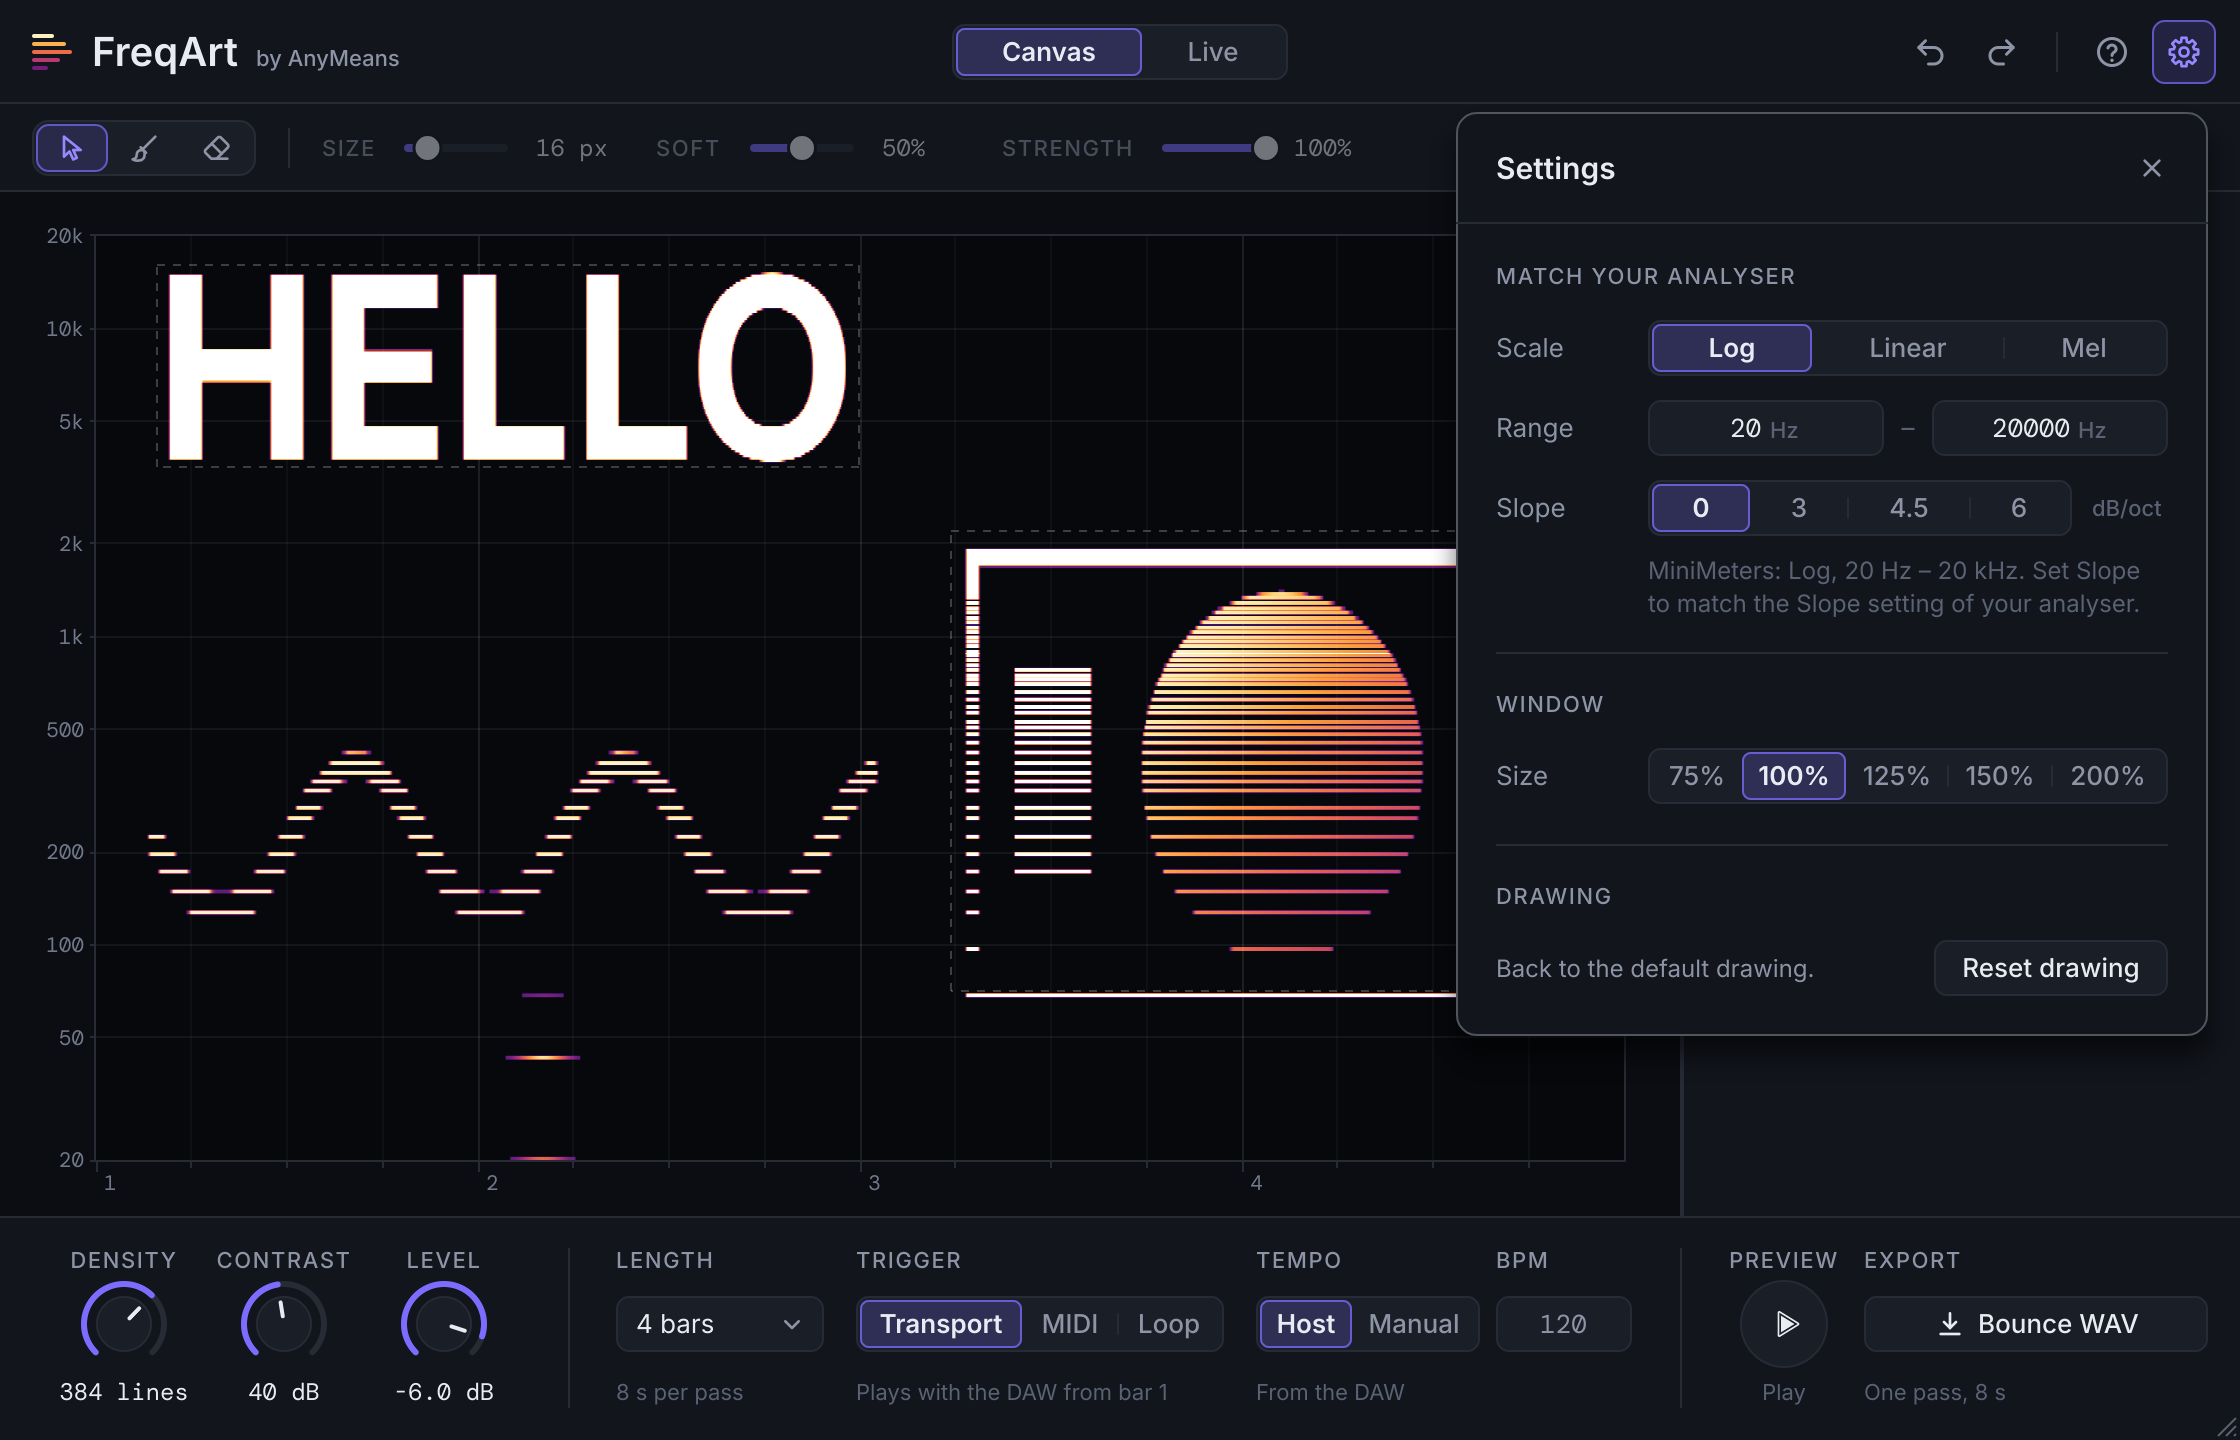 FreqArt by AnyMeans
Canvas Live
SIZE 16 px SOFT 50% STRENGTH 100%
Settings
MATCH YOUR ANALYSER
Scale Log Linear Mel
Range 20 Hz – 20000 Hz
Slope 0 3 4.5 6 dB/oct
MiniMeters: Log, 20 Hz – 20 kHz. Set Slope
to match the Slope setting of your analyser.
WINDOW
Size 75% 100% 125% 150% 200%
DRAWING
Back to the default drawing. Reset drawing
20k
10k
5k
2k
1k
500
200
100
50
20
HELLO
1 2 3 4
DENSITY CONTRAST LEVEL LENGTH TRIGGER TEMPO BPM PREVIEW EXPORT
4 bars Transport MIDI Loop Host Manual 120 Bounce WAV
384 lines 40 dB -6.0 dB 8 s per pass Plays with the DAW from bar 1 From the DAW Play One pass, 8 s